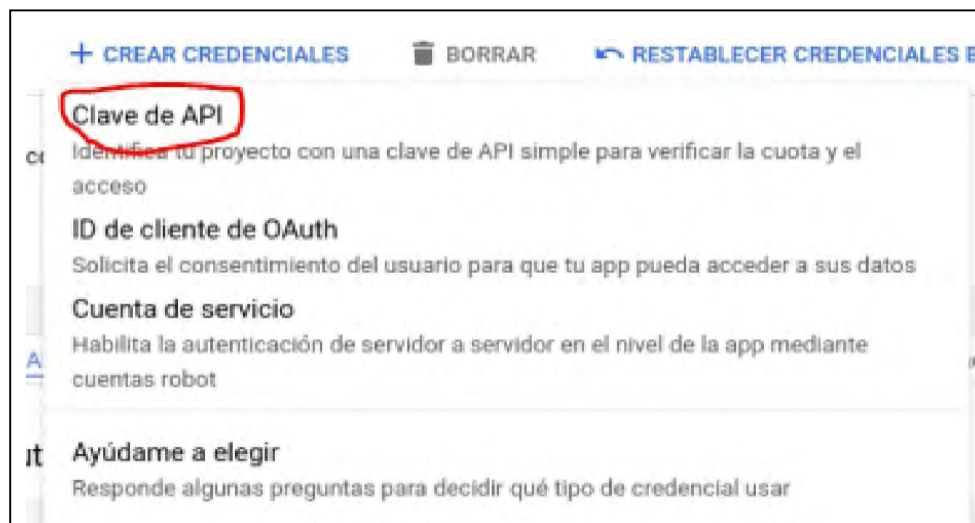 + CREAR CREDENCIALES BORRAR RESTABLECER CREDENCIALES E
Clave de API
Identifica tu proyecto con una clave de API simple para verificar la cuota y el
acceso
ID de cliente de OAuth
Solicita el consentimiento del usuario para que tu app pueda acceder a sus datos
Cuenta de servicio
Habilita la autenticación de servidor a servidor en el nivel de la app mediante
cuentas robot
Ayúdame a elegir
Responde algunas preguntas para decidir qué tipo de credencial usar